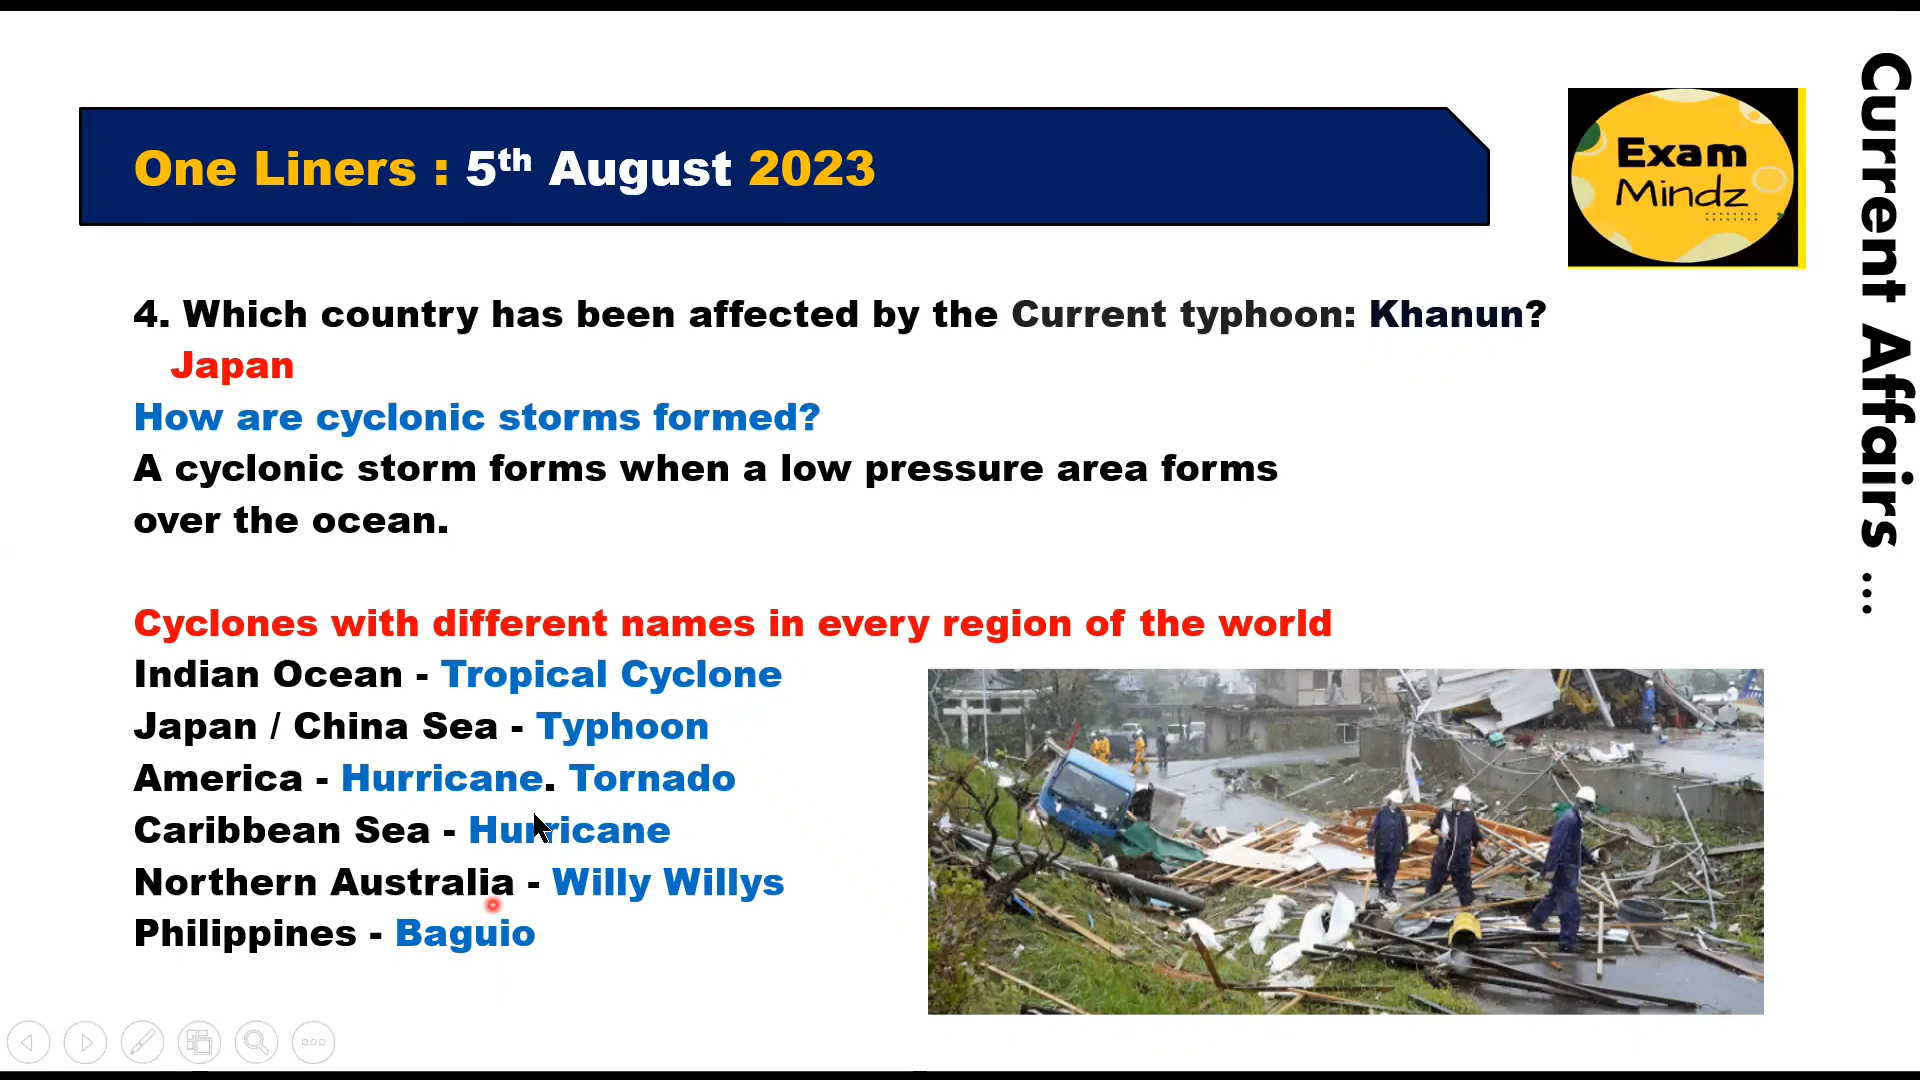 One Liners : 5th August 2023
Exam
Mindz
Current Affairs ...
4. Which country has been affected by the Current typhoon: Khanun?
Japan
How are cyclonic storms formed?
A cyclonic storm forms when a low pressure area forms
over the ocean.
Cyclones with different names in every region of the world
Indian Ocean - Tropical Cyclone
Japan / China Sea - Typhoon
America - Hurricane. Tornado
Caribbean Sea - Hurricane
Northern Australia - Willy Willys
Philippines - Baguio